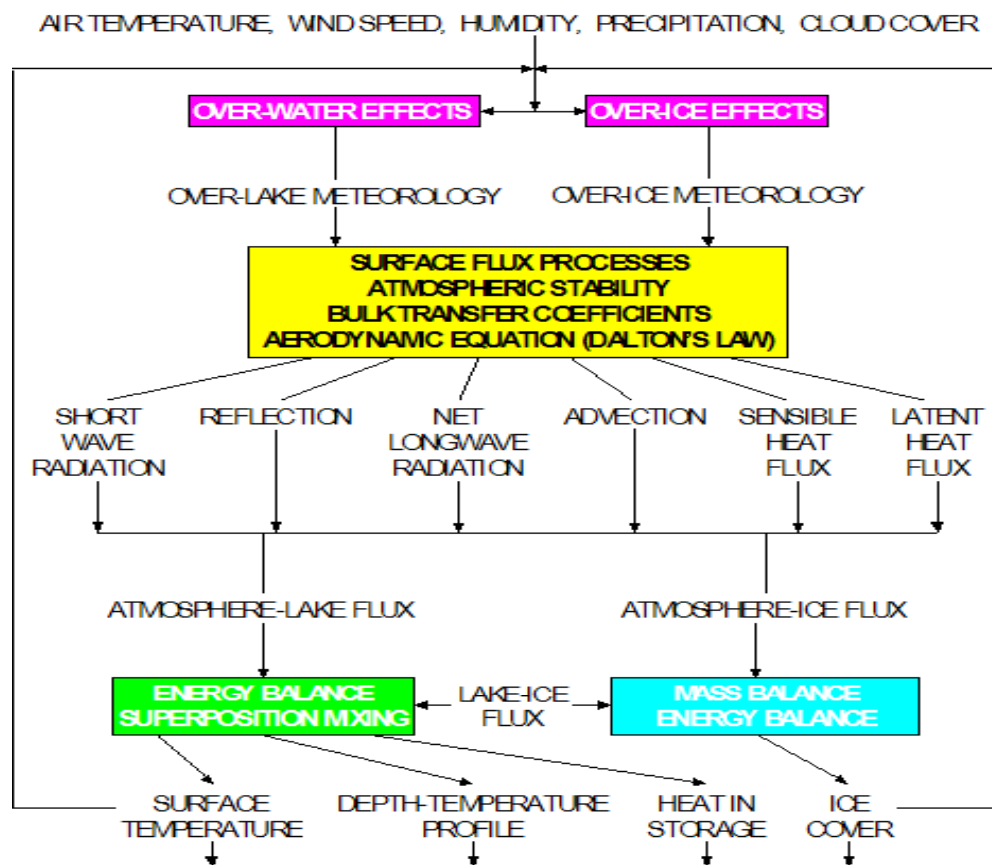 AIR TEMPERATURE, WIND SPEED, HUMIDITY, PRECIPITATION, CLOUD COVER
OVER-WATER EFFECTS
OVER-ICE EFFECTS
OVER-LAKE METEOROLOGY
OVER-ICE METEOROLOGY
SURFACE FLUX PROCESSES
ATMOSPHERIC STABILITY
BULK TRANSFER COEFFICIENTS
AERODYNAMIC EQUATION (DALTON'S LAW)
SHORT
WAVE
RADIATION
REFLECTION
NET
LONGWAVE
RADIATION
ADVECTION
SENSIBLE
HEAT
FLUX
LATENT
HEAT
FLUX
ATMOSPHERE-LAKE FLUX
ATMOSPHERE-ICE FLUX
ENERGY BALANCE
SUPERPOSITION MIXING
LAKE-ICE
FLUX
MASS BALANCE
ENERGY BALANCE
SURFACE
TEMPERATURE
DEPTH-TEMPERATURE
PROFILE
HEAT IN
STORAGE
ICE
COVER